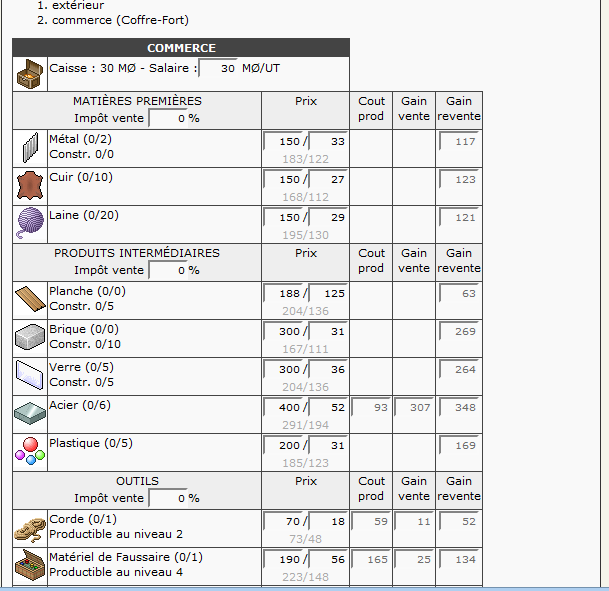 1. extérieur
2. commerce (Coffre-Fort)
COMMERCE
Caisse : 30 MØ - Salaire : 30 MØ/UT
MATIÈRES PREMIÈRES
Impôt vente 0 %
Prix
Cout prod
Gain vente
Gain revente
Métal (0/2)
Constr. 0/0
150 / 33
183/122
117
Cuir (0/10)
150 / 27
168/112
123
Laine (0/20)
150 / 29
195/130
121
PRODUITS INTERMÉDIAIRES
Impôt vente 0 %
Prix
Cout prod
Gain vente
Gain revente
Planche (0/0)
Constr. 0/5
188 / 125
204/136
63
Brique (0/0)
Constr. 0/10
300 / 31
167/111
269
Verre (0/5)
Constr. 0/5
300 / 36
204/136
264
Acier (0/6)
400 / 52
291/194
93
307
348
Plastique (0/5)
200 / 31
185/123
169
OUTILS
Impôt vente 0 %
Prix
Cout prod
Gain vente
Gain revente
Corde (0/1)
Productible au niveau 2
70 / 18
73/48
59
11
52
Matériel de Faussaire (0/1)
Productible au niveau 4
190 / 56
223/148
165
25
134